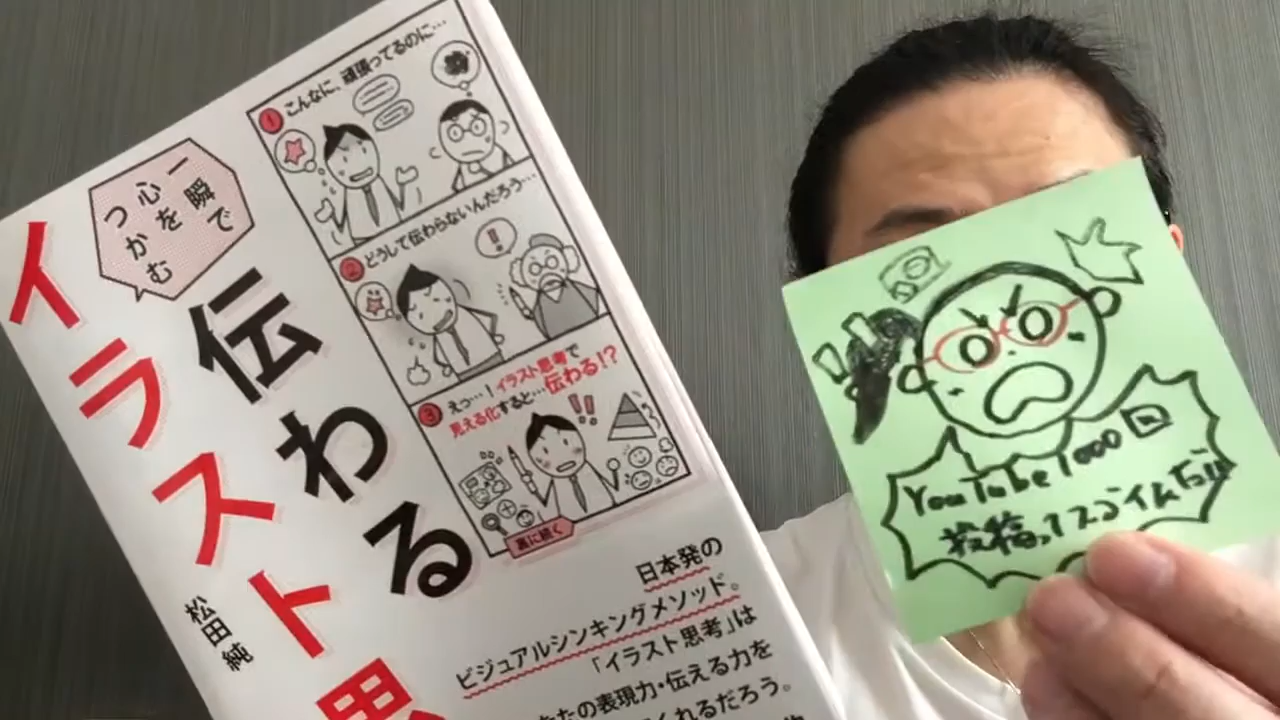 一瞬で
心を
つかむ
伝わる
イラスト思
松田純
1 こんなに、頑張ってるのに…
2 どうして伝わらないんだろう…
!!
3 えっ…!イラスト思考で
見える化すると…伝わる!?
!!
裏に続く
日本発の
ビジュアルシンキングメソッド。
「イラスト思考」は
たの表現力・伝える力を
くれるだろう。
YouTube1000回
投稿ってスゴイんだ